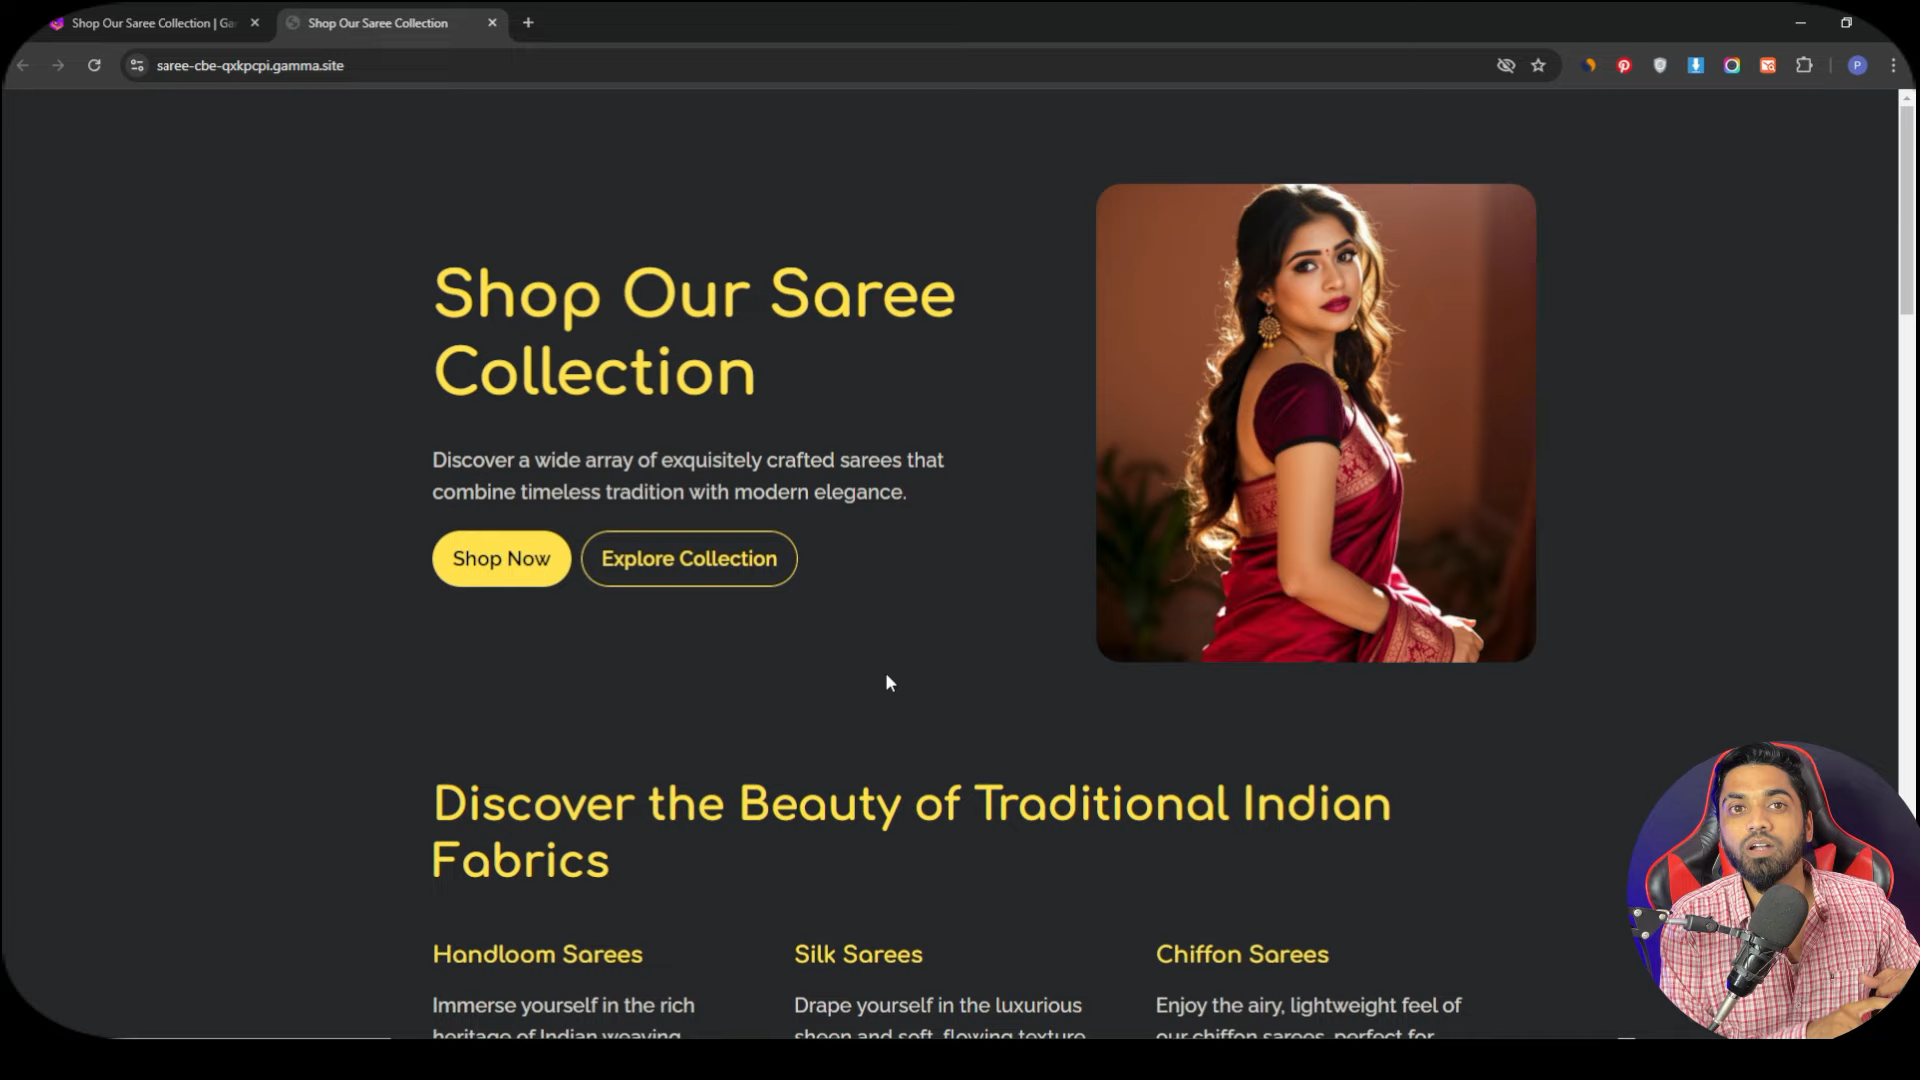 Shop Our Saree Collection | Ga
Shop Our Saree Collection
saree-cbe-qxkpcpi.gamma.site
P
Shop Our Saree
Collection
Discover a wide array of exquisitely crafted sarees that
combine timeless tradition with modern elegance.
Shop Now
Explore Collection
Discover the Beauty of Traditional Indian
Fabrics
Handloom Sarees
Immerse yourself in the rich
heritage of Indian weaving
Silk Sarees
Drape yourself in the luxurious
sheen and soft, flowing texture
Chiffon Sarees
Enjoy the airy, lightweight feel of
our chiffon sarees, perfect for